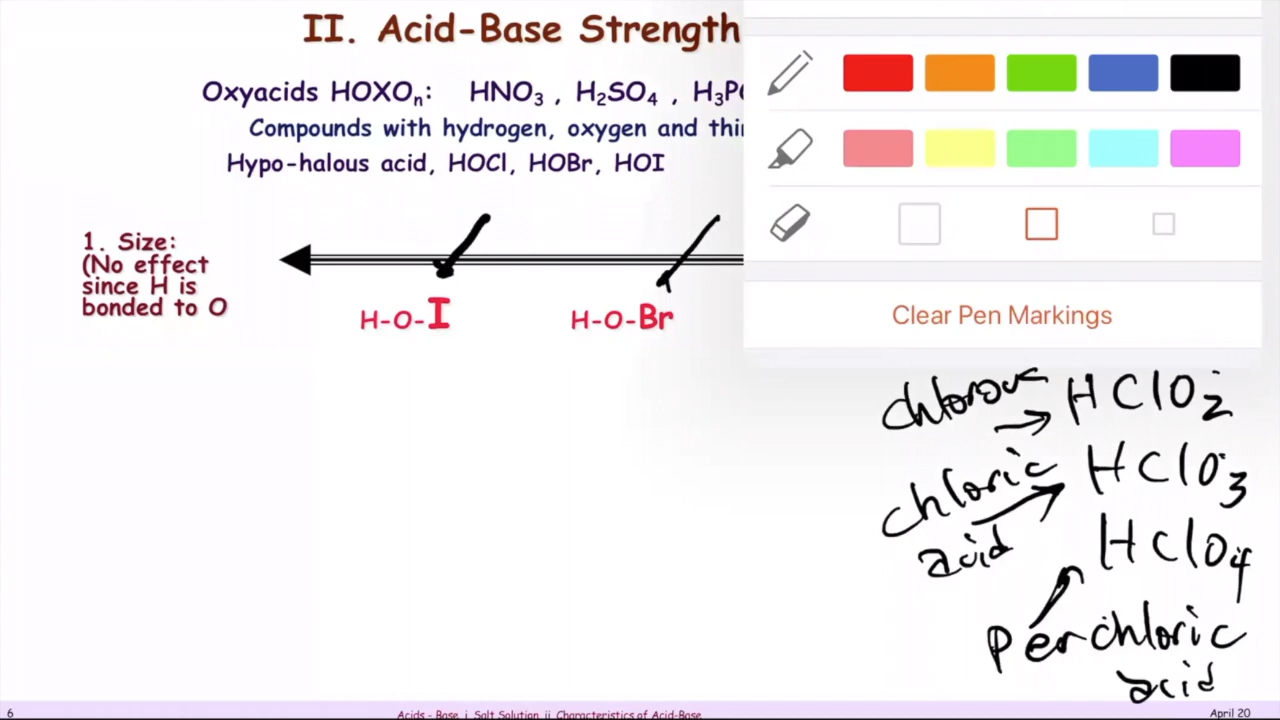 II. Acid-Base Strength
Oxyacids HOXOₙ: HNO₃ , H₂SO₄ , H₃P
Compounds with hydrogen, oxygen and thi
Hypo-halous acid, HOCl, HOBr, HOI
1. Size:
(No effect
since H is
bonded to O
H-O-I H-O-Br
Clear Pen Markings
chlorous → HClO₂
chloric acid → HClO₃
HClO₄
Perchloric
acid
6 Acids - Base i Salt Solution ii Characteristics of Acid-Base April 20